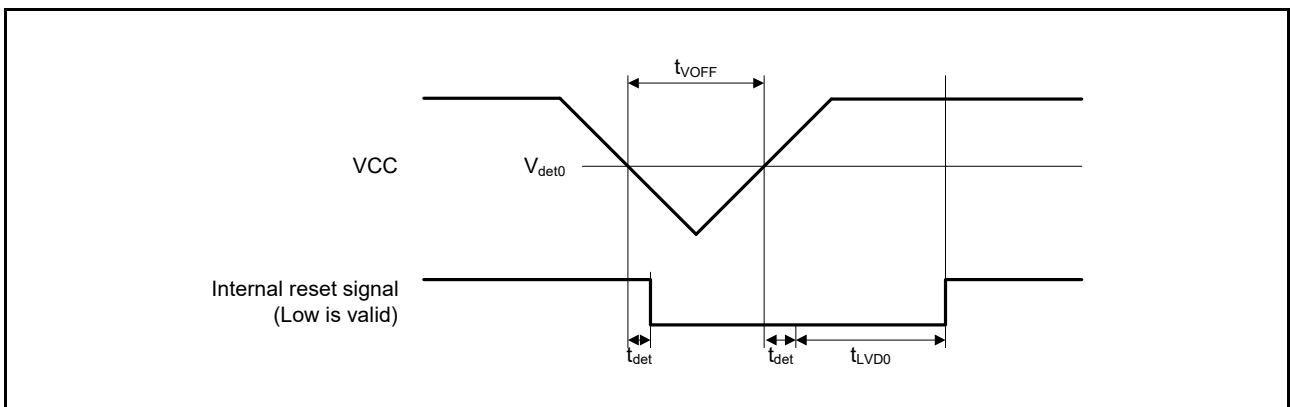 tVOFF
VCC
Vdet0
Internal reset signal
(Low is valid)
tdet
tdet
tLVD0